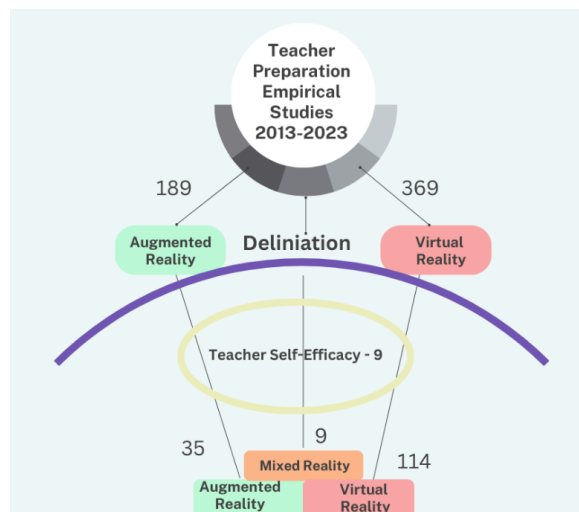 Teacher
Preparation
Empirical
Studies
2013-2023
189
369
Augmented
Reality
Deliniation
Virtual
Reality
Teacher Self-Efficacy - 9
35
9
114
Mixed Reality
Augmented
Reality
Virtual
Reality